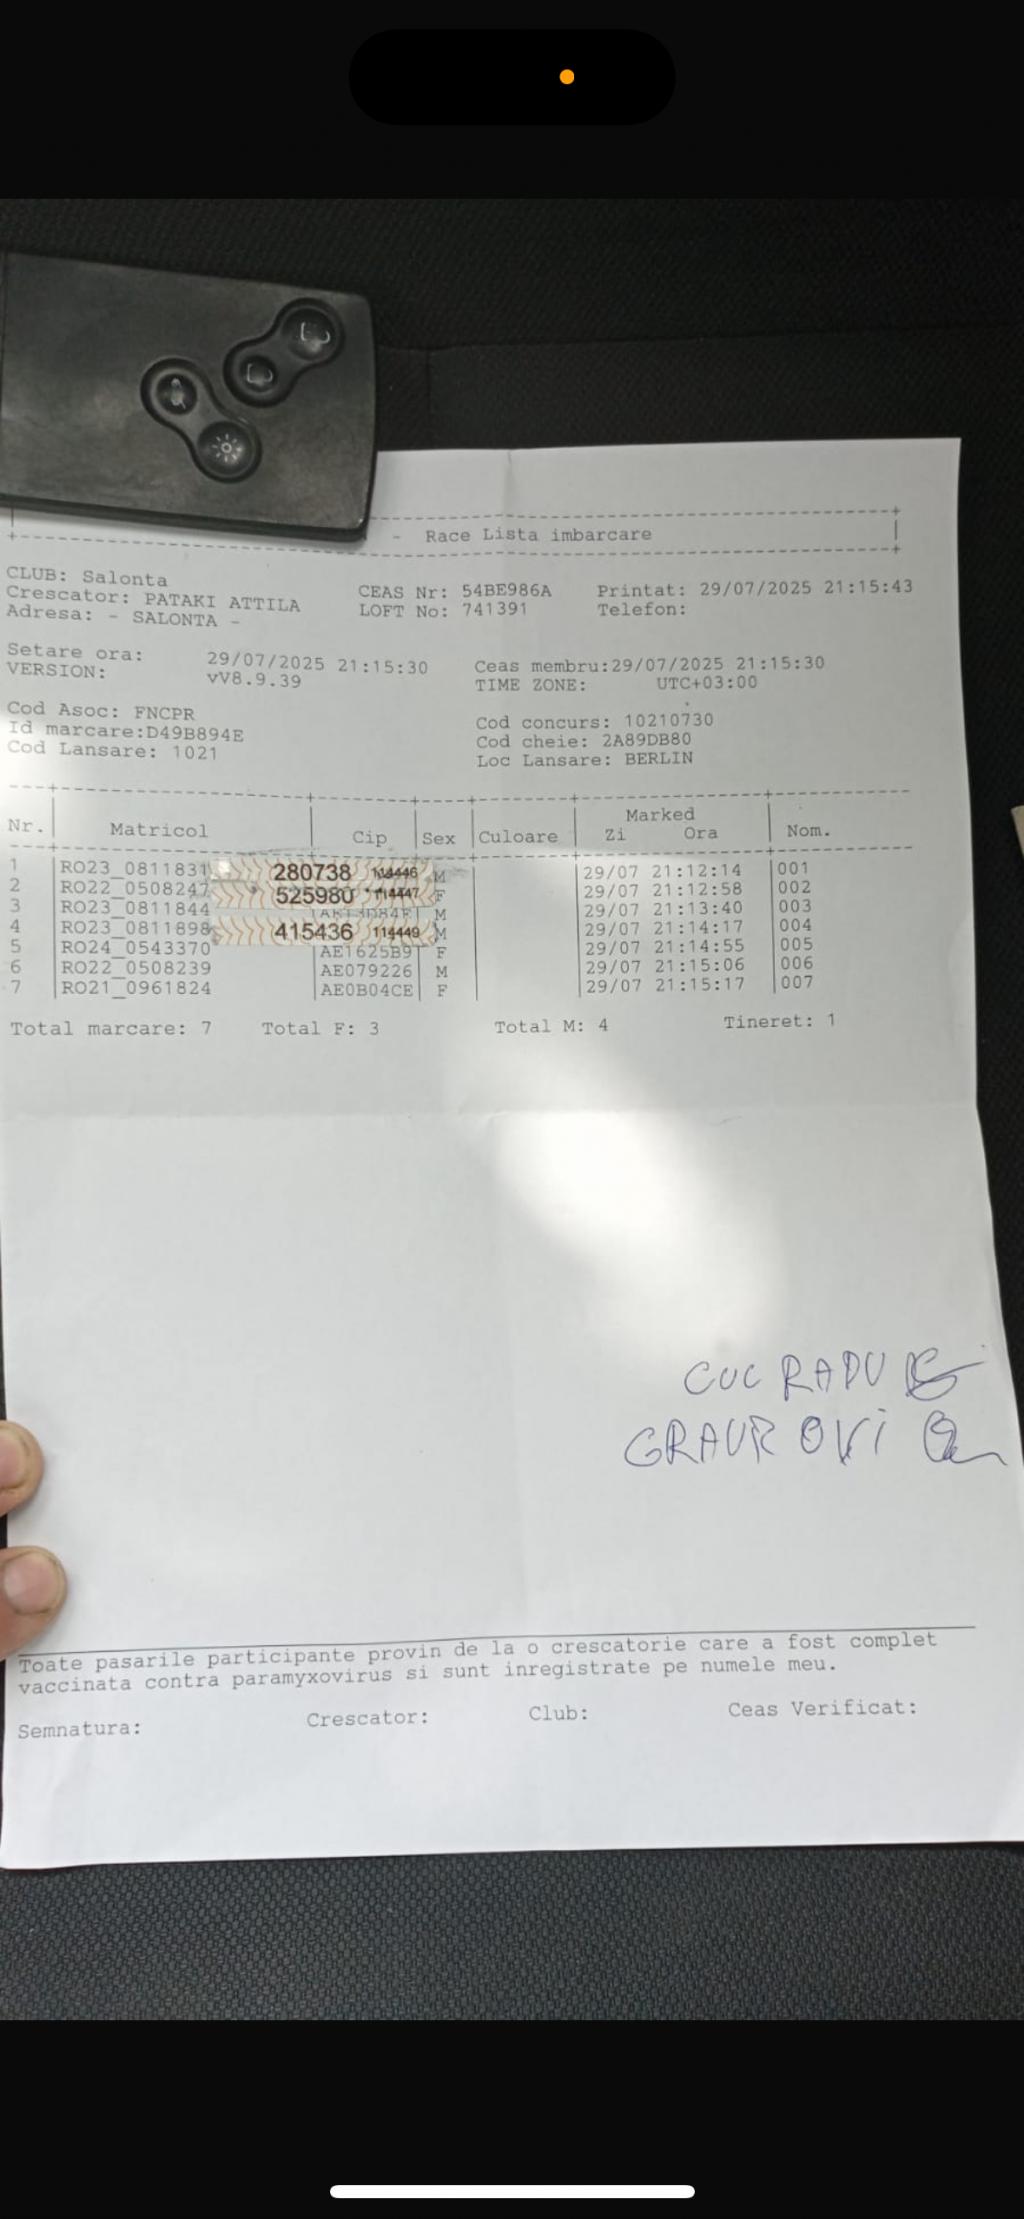 - Race Lista imbarcare
CLUB: Salonta
Crescator: PATAKI ATTILA CEAS Nr: 54BE986A Printat: 29/07/2025 21:15:43
Adresa: - SALONTA - LOFT No: 741391 Telefon:
Setare ora: 29/07/2025 21:15:30 Ceas membru:29/07/2025 21:15:30
VERSION: vV8.9.39 TIME ZONE: UTC+03:00
Cod Asoc: FNCPR Cod concurs: 10210730
Id marcare:D49B894E Cod cheie: 2A89DB80
Cod Lansare: 1021 Loc Lansare: BERLIN
Marked
Nr. Matricol Cip Sex Culoare Zi Ora Nom.
1 RO23_0811831 280738 114446 M 29/07 21:12:14 001
2 RO22_0508247 525980 114447 F 29/07 21:12:58 002
3 RO23_0811844 M 29/07 21:13:40 003
4 RO23_0811898 415436 114449 M 29/07 21:14:17 004
5 RO24_0543370 AE1625B9 F 29/07 21:14:55 005
6 RO22_0508239 AE079226 M 29/07 21:15:06 006
7 RO21_0961824 AE0B04CE F 29/07 21:15:17 007
Total marcare: 7 Total F: 3 Total M: 4 Tineret: 1
CUC RADU
GRAUR OVI
Toate pasarile participante provin de la o crescatorie care a fost complet
vaccinata contra paramyxovirus si sunt inregistrate pe numele meu.
Semnatura: Crescator: Club: Ceas Verificat: